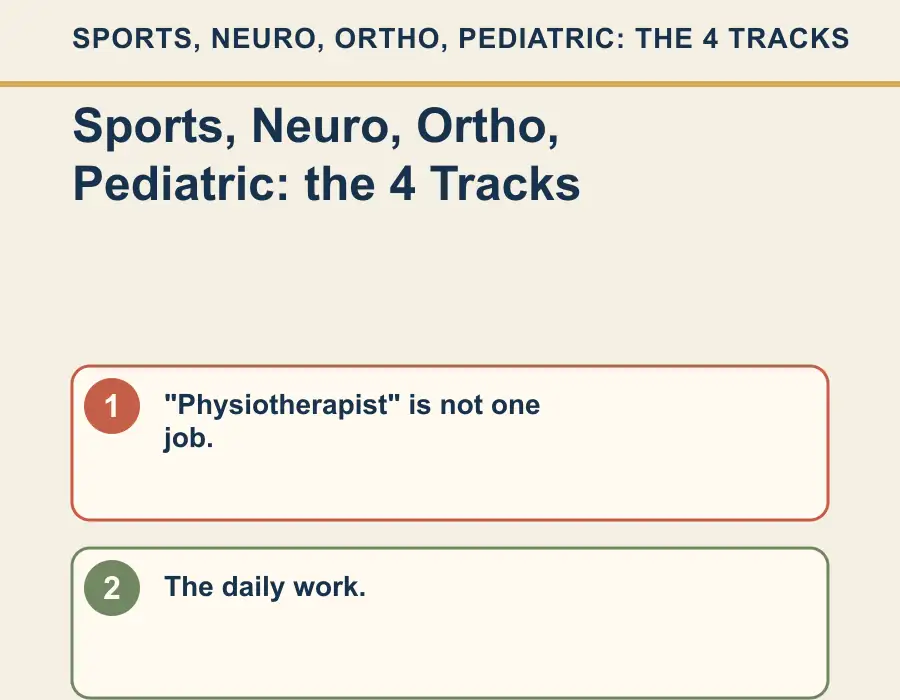 SPORTS, NEURO, ORTHO, PEDIATRIC: THE 4 TRACKS
Sports, Neuro, Ortho,
Pediatric: the 4 Tracks
1
"Physiotherapist" is not one
job.
2
The daily work.